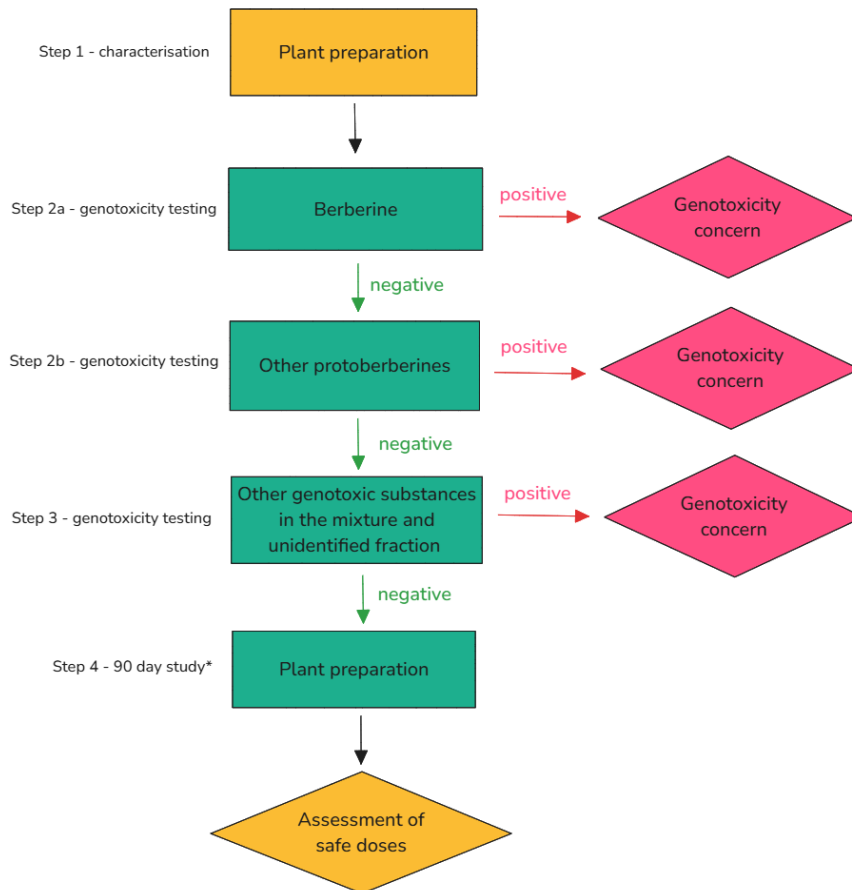 Step 1 - characterisation
Plant preparation
Step 2a - genotoxicity testing
Berberine
positive
Genotoxicity
concern
negative
Step 2b - genotoxicity testing
Other protoberberines
positive
Genotoxicity
concern
negative
Step 3 - genotoxicity testing
Other genotoxic substances
in the mixture and
unidentified fraction
positive
Genotoxicity
concern
negative
Step 4 - 90 day study*
Plant preparation
Assessment of
safe doses